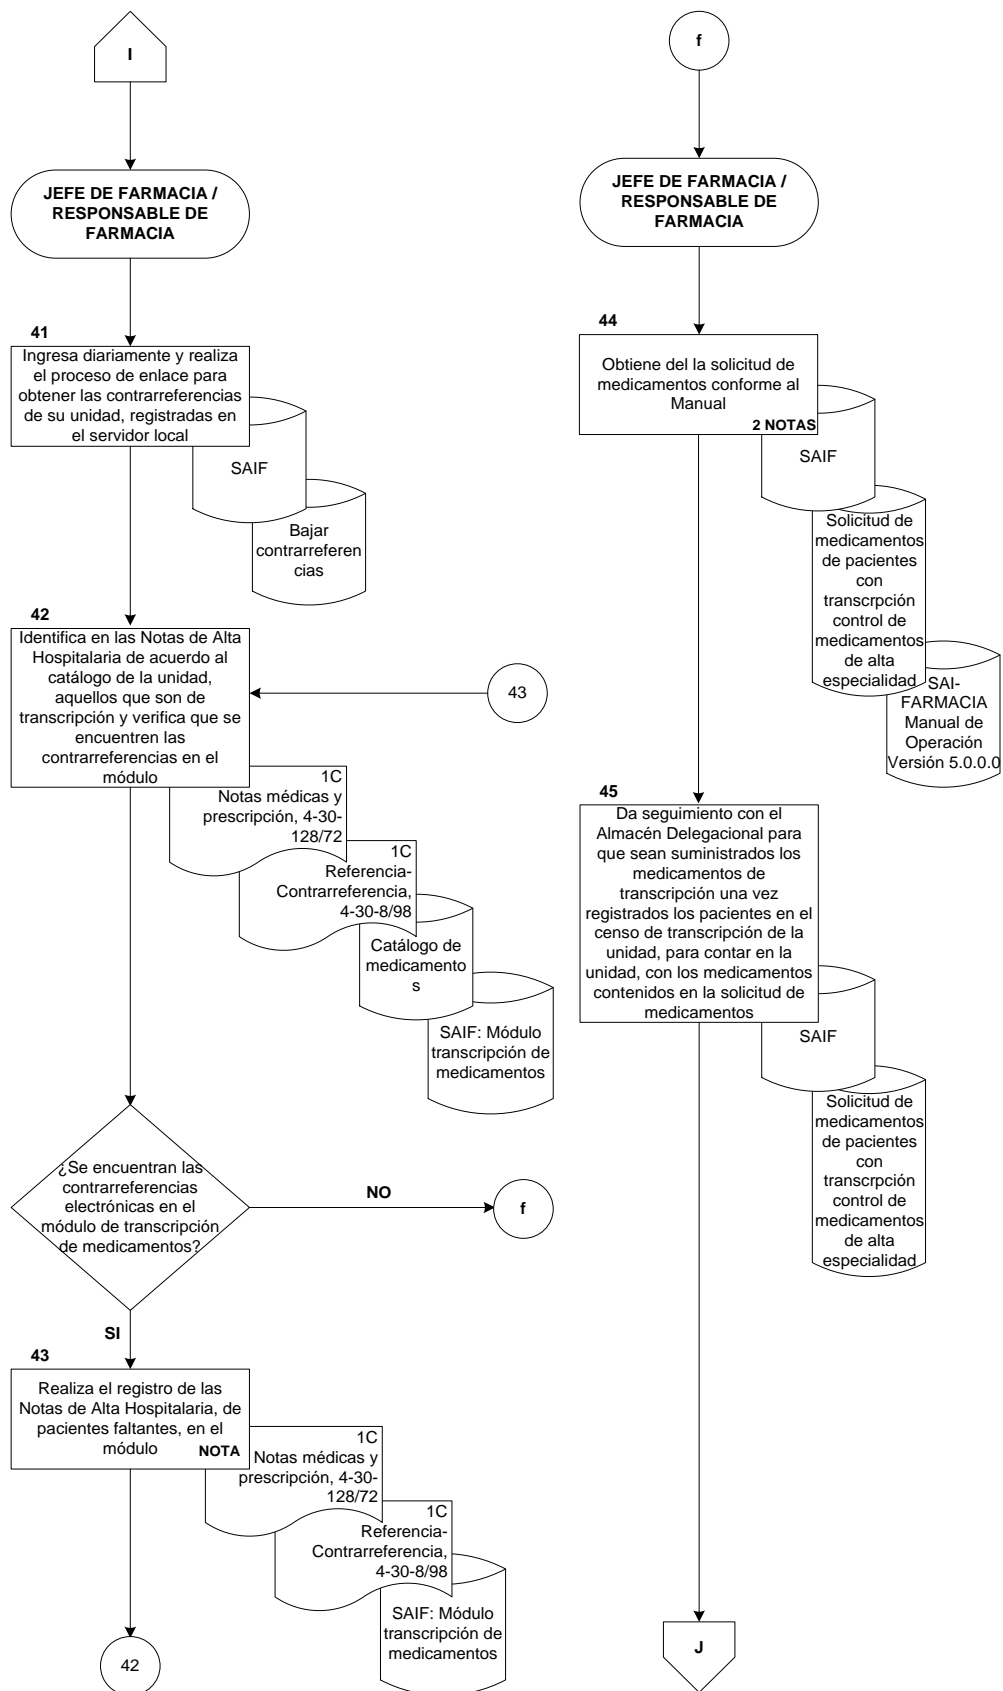 I
JEFE DE FARMACIA /
RESPONSABLE DE
FARMACIA
41
Ingresa diariamente y realiza
el proceso de enlace para
obtener las contrarreferencias
de su unidad, registradas en
el servidor local
SAIF
Bajar
contrarreferen
cias
42
Identifica en las Notas de Alta
Hospitalaria de acuerdo al
catálogo de la unidad,
aquellos que son de
transcripción y verifica que se
encuentren las
contrarreferencias en el
módulo
43
1C
Notas médicas y
prescripción, 4-30-
128/72
1C
Referencia-
Contrarreferencia,
4-30-8/98
Catálogo de
medicamento
s
SAIF: Módulo
transcripción de
medicamentos
¿Se encuentran las
contrarreferencias
electrónicas en el
módulo de transcripción
de medicamentos?
NO
f
SI
43
Realiza el registro de las
Notas de Alta Hospitalaria, de
pacientes faltantes, en el
módulo
NOTA
1C
Notas médicas y
prescripción, 4-30-
128/72
1C
Referencia-
Contrarreferencia,
4-30-8/98
SAIF: Módulo
transcripción de
medicamentos
42
f
JEFE DE FARMACIA /
RESPONSABLE DE
FARMACIA
44
Obtiene del la solicitud de
medicamentos conforme al
Manual
2 NOTAS
SAIF
Solicitud de
medicamentos
de pacientes
con
transcrpción
control de
medicamentos
de alta
especialidad
SAI-
FARMACIA
Manual de
Operación
Versión 5.0.0.0
45
Da seguimiento con el
Almacén Delegacional para
que sean suministrados los
medicamentos de
transcripción una vez
registrados los pacientes en el
censo de transcripción de la
unidad, para contar en la
unidad, con los medicamentos
contenidos en la solicitud de
medicamentos
SAIF
Solicitud de
medicamentos
de pacientes
con
transcrpción
control de
medicamentos
de alta
especialidad
J